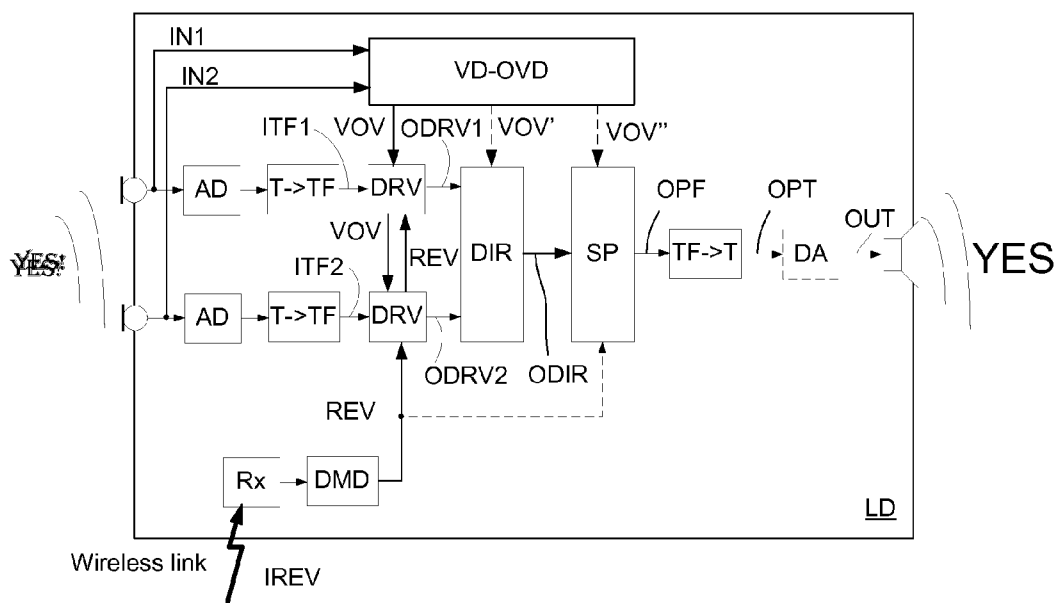 IN1
IN2
VD-OVD
ITF1
VOV
ODRV1
VOV'
VOV"
AD
T->TF
DRV
OPF
OPT
OUT
YES!
YES!
VOV
REV
DIR
SP
TF->T
DA
YES
ITF2
AD
T->TF
DRV
ODRV2
ODIR
REV
Rx
DMD
LD
Wireless link
IREV